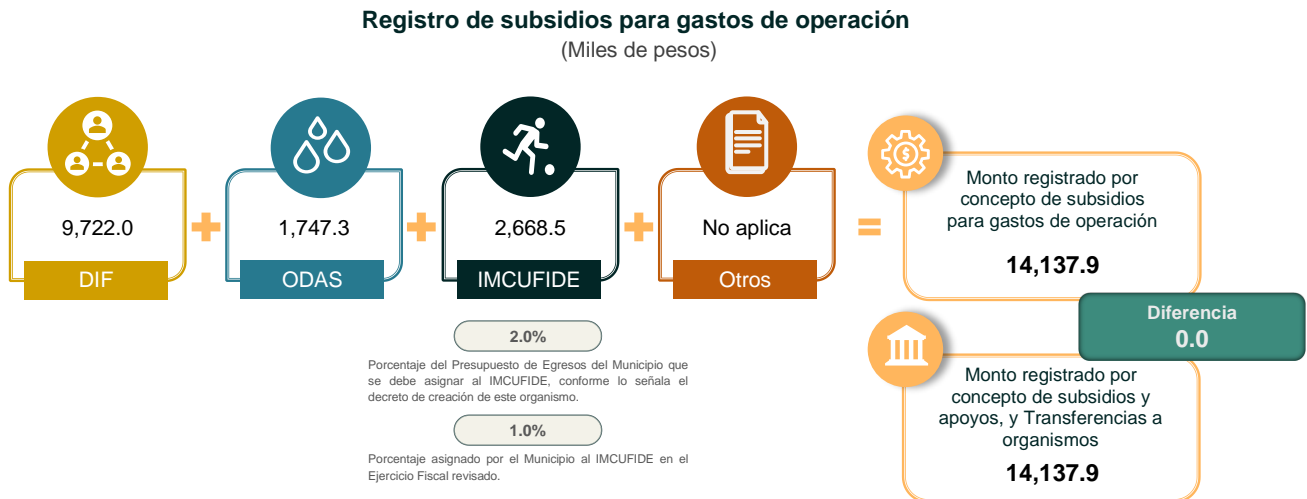 Registro de subsidios para gastos de operación
(Miles de pesos)
9,722.0
DIF
1,747.3
ODAS
2,668.5
IMCUFIDE
No aplica
Otros
=
Monto registrado por
concepto de subsidios
para gastos de operación
14,137.9
Diferencia
0.0
Monto registrado por
concepto de subsidios y
apoyos, y Transferencias a
organismos
14,137.9
2.0%
Porcentaje del Presupuesto de Egresos del Municipio que
se debe asignar al IMCUFIDE, conforme lo señala el
decreto de creación de este organismo.
1.0%
Porcentaje asignado por el Municipio al IMCUFIDE en el
Ejercicio Fiscal revisado.